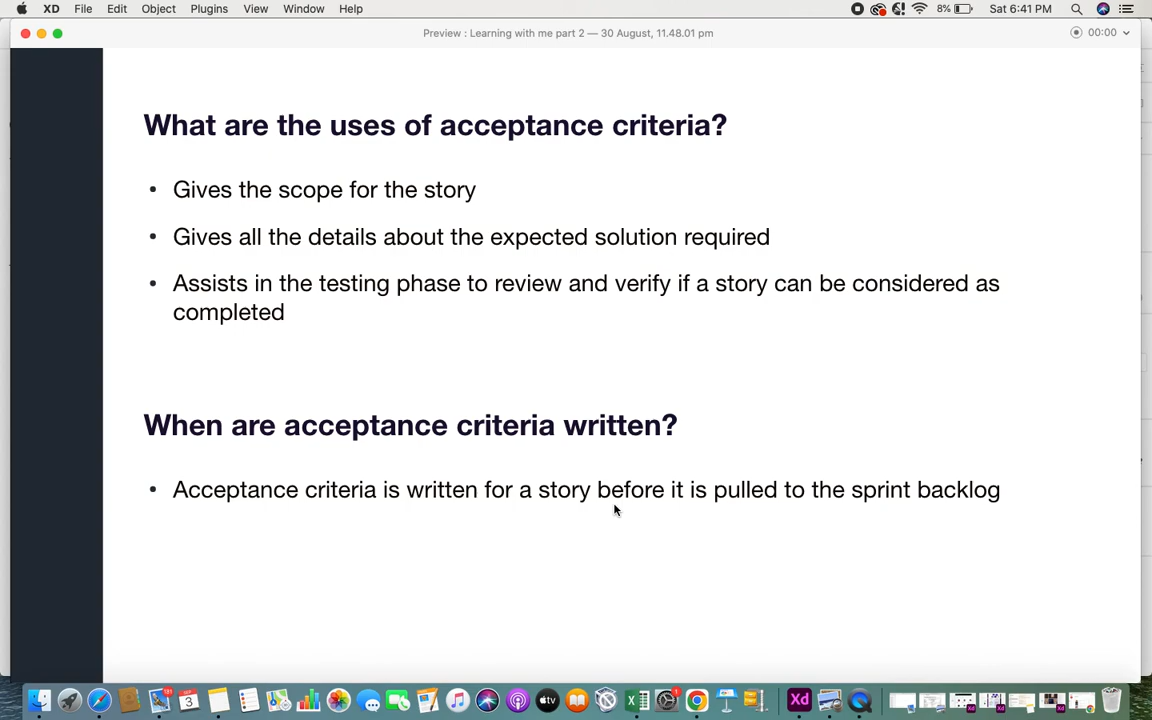 XD File Edit Object Plugins View Window Help 8% Sat 6:41 PM
Preview : Learning with me part 2 — 30 August, 11.48.01 pm 00:00
What are the uses of acceptance criteria?
• Gives the scope for the story
• Gives all the details about the expected solution required
• Assists in the testing phase to review and verify if a story can be considered as
completed
When are acceptance criteria written?
• Acceptance criteria is written for a story before it is pulled to the sprint backlog